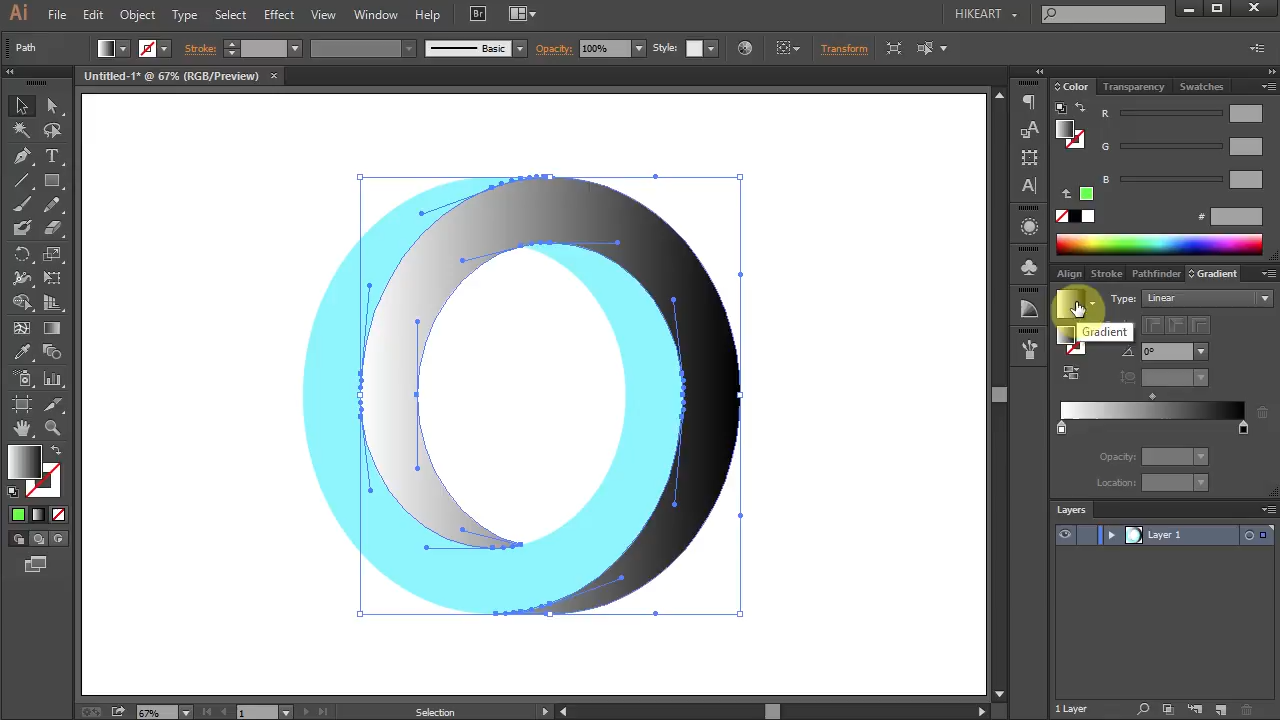 Ai File Edit Object Type Select Effect View Window Help Br HIKEART
Path Stroke: Basic Opacity: 100% Style: Transform
Untitled-1* @ 67% (RGB/Preview) ×
Color Transparency Swatches
R
G
B
#
Align Stroke Pathfinder Gradient
Type: Linear
Gradient
0°
Opacity:
Location:
Layers
Layer 1
67% 1 Selection
1 Layer